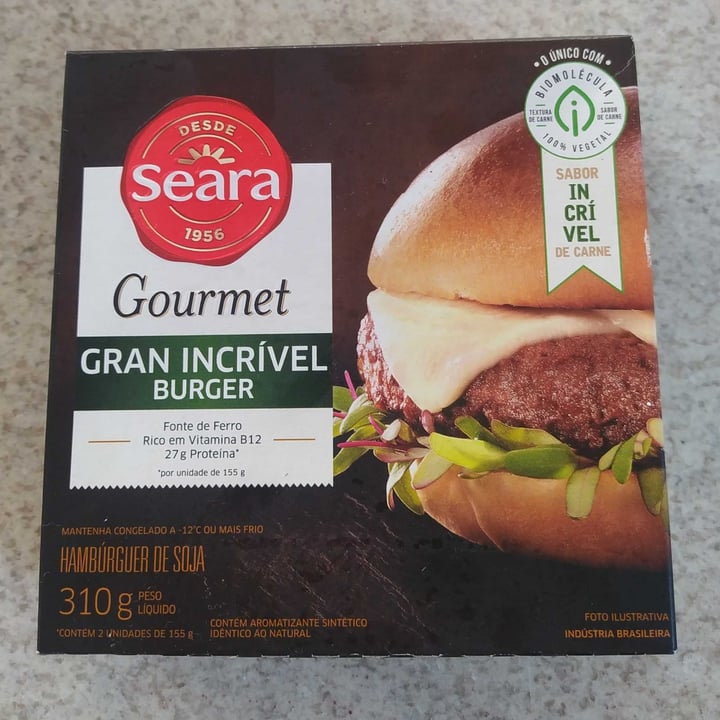 DESDE
Seara
1956
Gourmet
GRAN INCRÍVEL
BURGER
Fonte de Ferro
Rico em Vitamina B12
27g Proteína*
*por unidade de 155 g
• O ÚNICO COM •
BIOMOLÉCULA
TEXTURA
DE CARNE
SABOR
DE CARNE
i
100% VEGETAL
SABOR
IN
CRÍ
VEL
DE CARNE
MANTENHA CONGELADO A -12°C OU MAIS FRIO
HAMBÚRGUER DE SOJA
310g PESO
LÍQUIDO
*CONTÉM 2 UNIDADES DE 155 g
CONTÉM AROMATIZANTE SINTÉTICO
IDÊNTICO AO NATURAL
FOTO ILUSTRATIVA
INDÚSTRIA BRASILEIRA